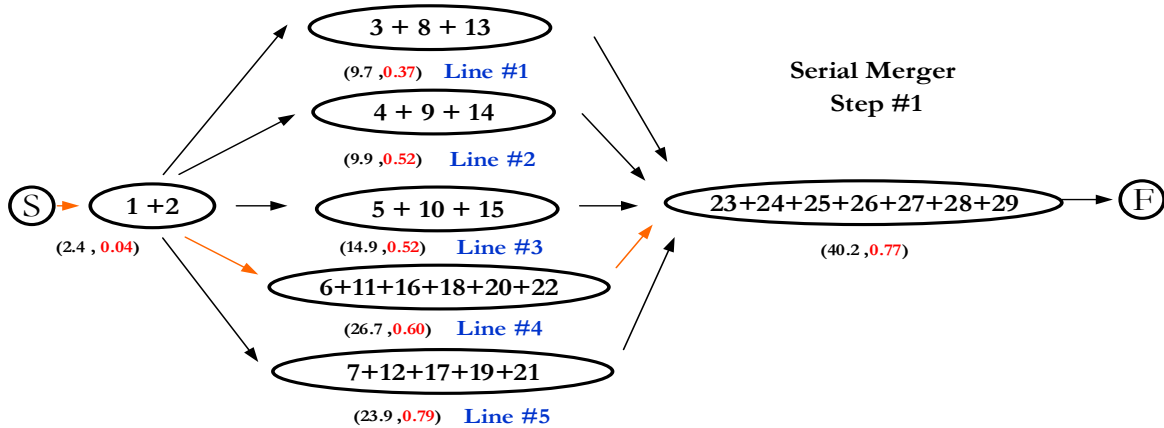 3 + 8 + 13
(9.7 ,0.37) Line #1
Serial Merger
Step #1
4 + 9 + 14
(9.9 ,0.52) Line #2
S
1 +2
(2.4 , 0.04)
5 + 10 + 15
(14.9 ,0.52) Line #3
23+24+25+26+27+28+29
(40.2 ,0.77)
F
6+11+16+18+20+22
(26.7 ,0.60) Line #4
7+12+17+19+21
(23.9 ,0.79) Line #5